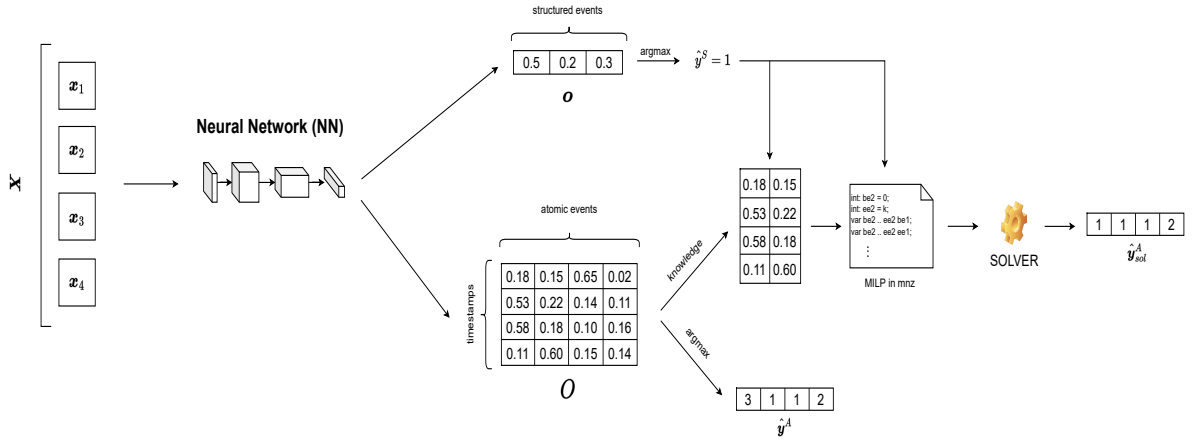 X
x₁
x₂
x₃
x₄
Neural Network (NN)
structured events
0.5 0.2 0.3
o
argmax
ŷ^S = 1
atomic events
timestamps
0.18 0.15 0.65 0.02
0.53 0.22 0.14 0.11
0.58 0.18 0.10 0.16
0.11 0.60 0.15 0.14
O
knowledge
argmax
3 1 1 2
ŷ^A
0.18 0.15
0.53 0.22
0.58 0.18
0.11 0.60
int: be2 = 0;
int: ee2 = k;
var be2 .. ee2 be1;
var be2 .. ee2 ee1;
⋮
MILP in mnz
SOLVER
1 1 1 2
ŷ^A_sol